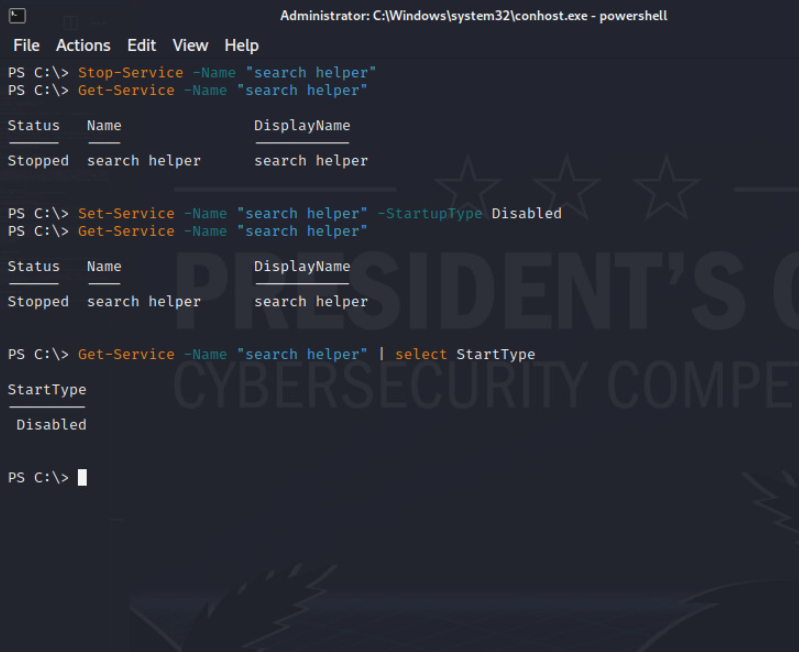 Administrator: C:\Windows\system32\conhost.exe - powershell
File Actions Edit View Help
PS C:\> Stop-Service -Name "search helper"
PS C:\> Get-Service -Name "search helper"
Status Name DisplayName
Stopped search helper search helper
PS C:\> Set-Service -Name "search helper" -StartupType Disabled
PS C:\> Get-Service -Name "search helper"
Status Name DisplayName
Stopped search helper search helper
PS C:\> Get-Service -Name "search helper" | select StartType
StartType
Disabled
PS C:\>
PRESIDENT'S
CYBERSECURITY